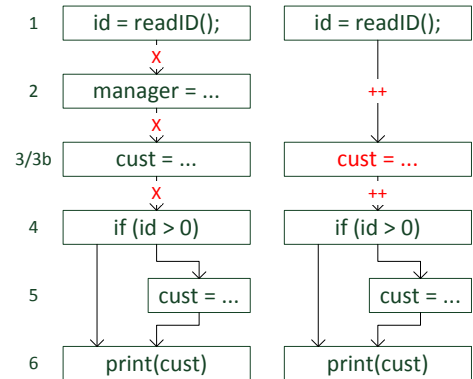 1 id = readID(); id = readID();
X
2 manager = ... ++
X
3/3b cust = ... cust = ...
X ++
4 if (id > 0) if (id > 0)
5 cust = ... cust = ...
6 print(cust) print(cust)